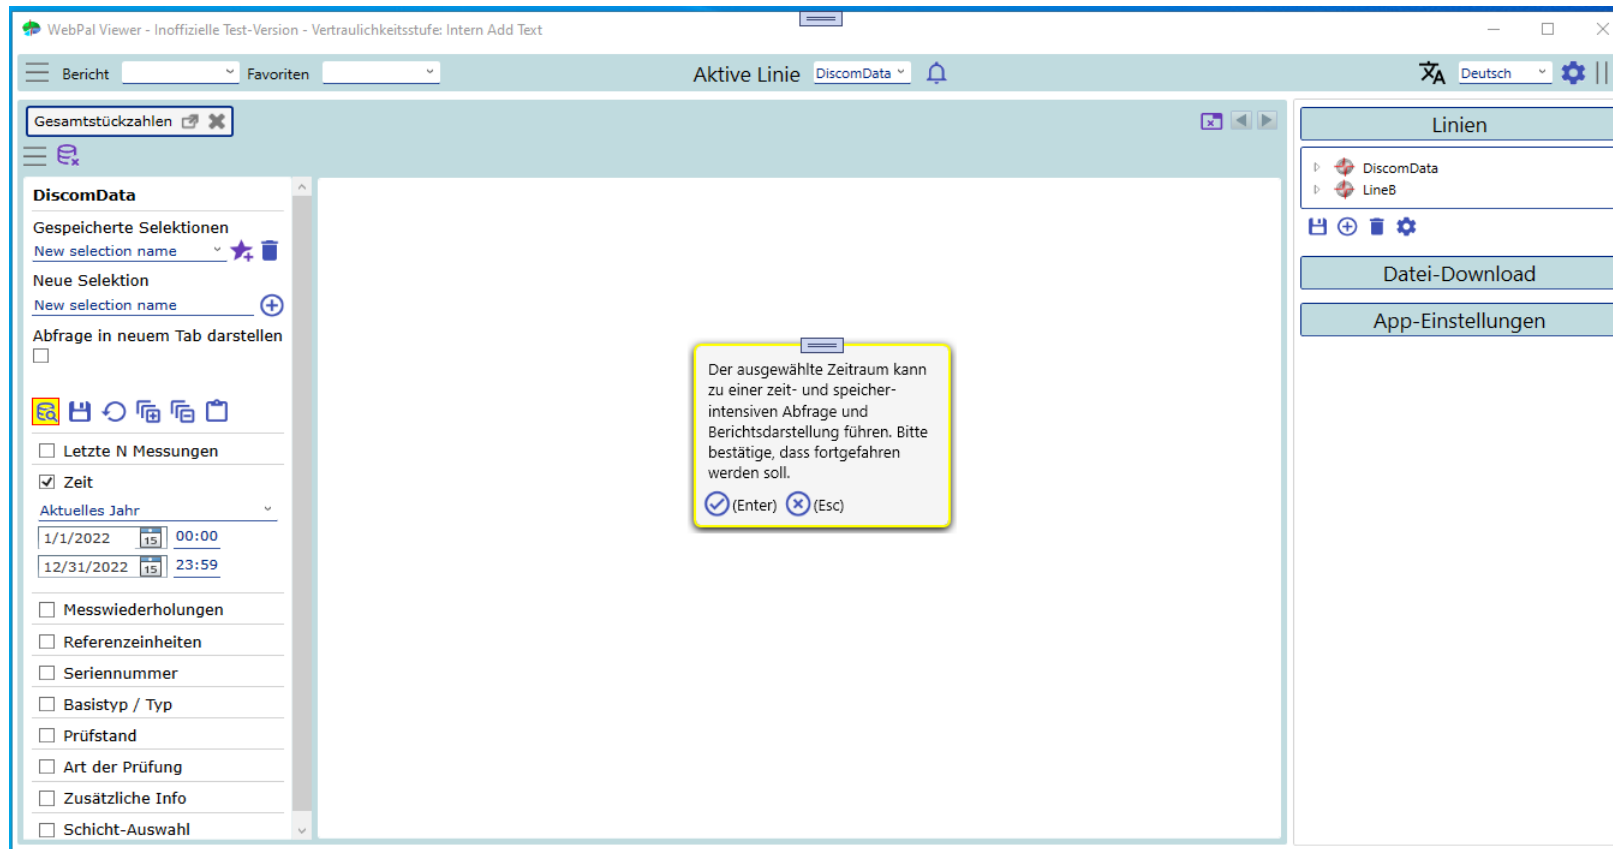 WebPal Viewer - Inoffizielle Test-Version - Vertraulichkeitsstufe: Intern Add Text
Bericht Favoriten Aktive Linie DiscomData Deutsch
Gesamtstückzahlen
DiscomData
Gespeicherte Selektionen
New selection name
Neue Selektion
New selection name
Abfrage in neuem Tab darstellen
Letzte N Messungen
Zeit
Aktuelles Jahr
1/1/2022 15 00:00
12/31/2022 15 23:59
Messwiederholungen
Referenzeinheiten
Seriennummer
Basistyp / Typ
Prüfstand
Art der Prüfung
Zusätzliche Info
Schicht-Auswahl
Der ausgewählte Zeitraum kann
zu einer zeit- und speicher-
intensiven Abfrage und
Berichtsdarstellung führen. Bitte
bestätige, dass fortgefahren
werden soll.
(Enter) (Esc)
Linien
DiscomData
LineB
Datei-Download
App-Einstellungen